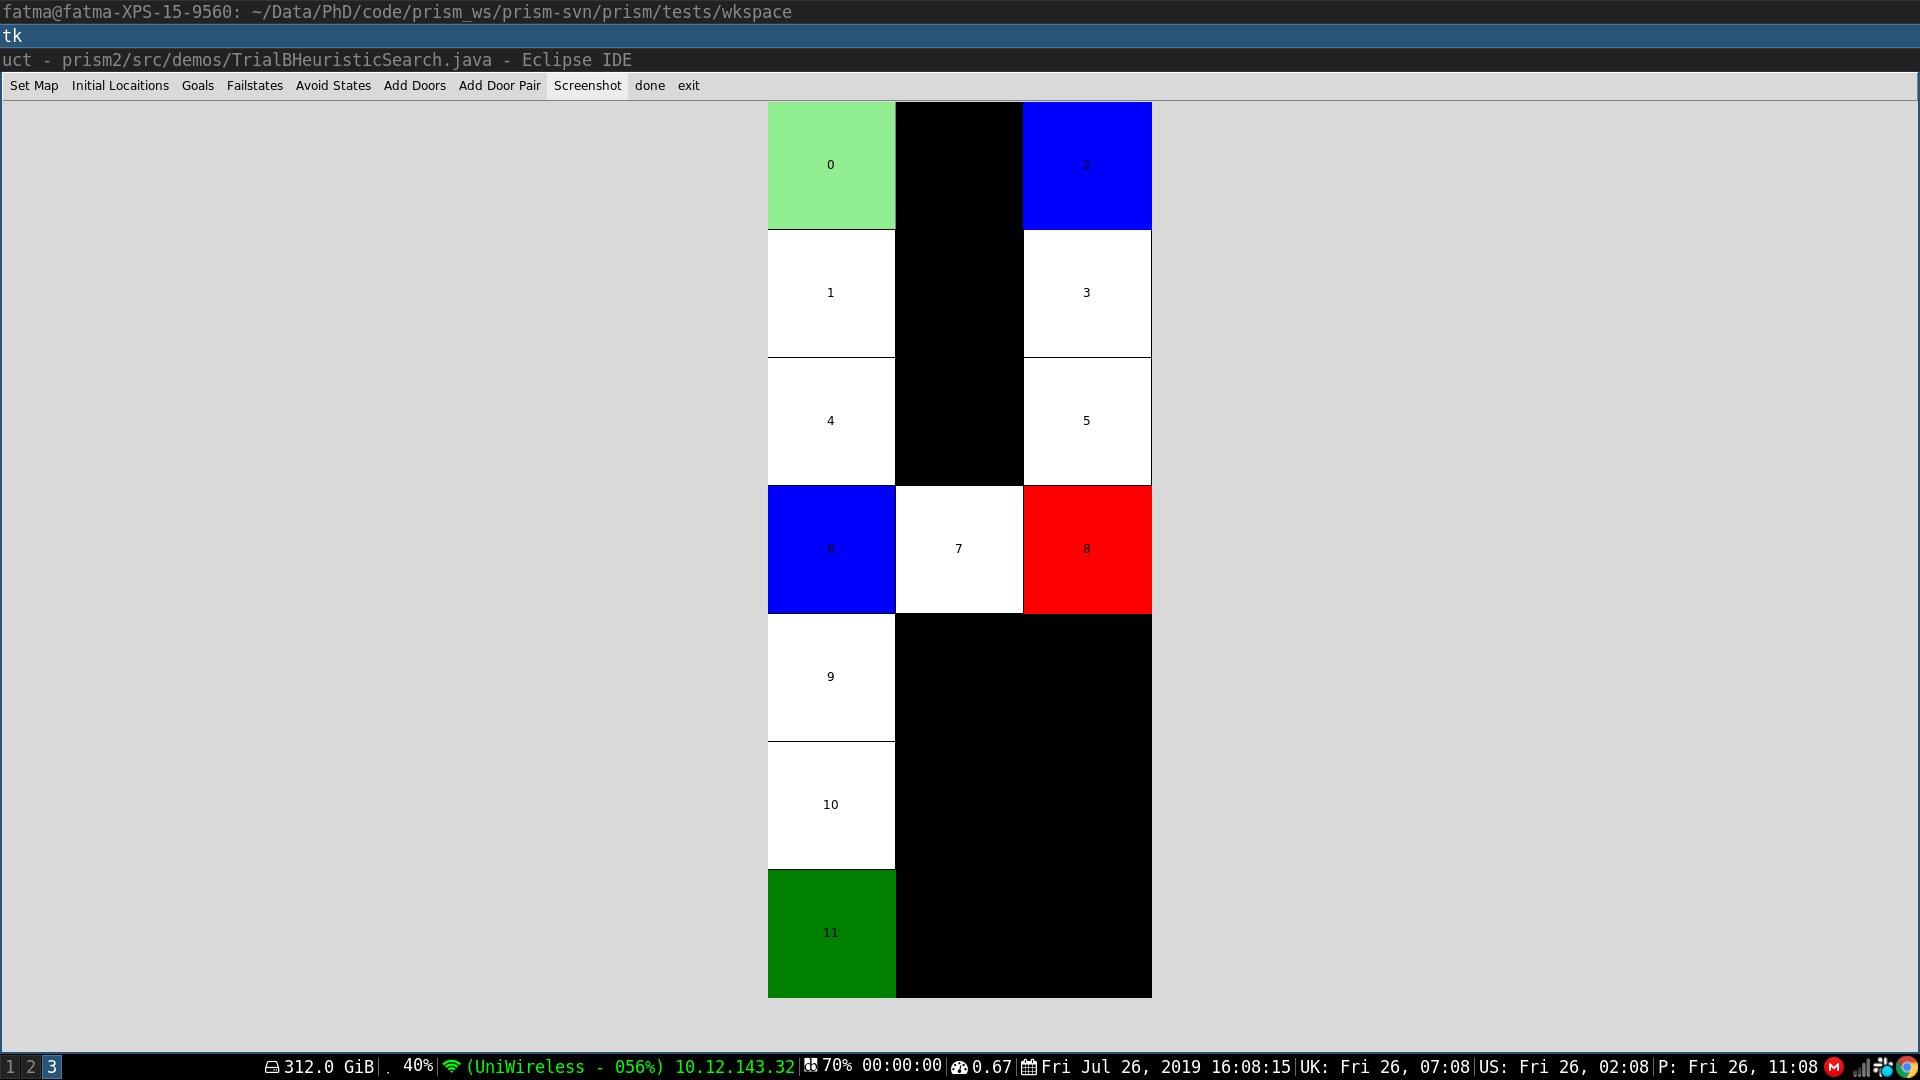 fatma@fatma-XPS-15-9560: ~/Data/PhD/code/prism_ws/prism-svn/prism/tests/wkspace
tk
uct - prism2/src/demos/TrialBHeuristicSearch.java - Eclipse IDE
Set Map Initial Locaitions Goals Failstates Avoid States Add Doors Add Door Pair Screenshot done exit
0 2
1 3
4 5
6 7 8
9
10
11
1 2 3 312.0 GiB . 40% (UniWireless - 056%) 10.12.143.32 70% 00:00:00 0.67 Fri Jul 26, 2019 16:08:15 UK: Fri 26, 07:08 US: Fri 26, 02:08 P: Fri 26, 11:08 M